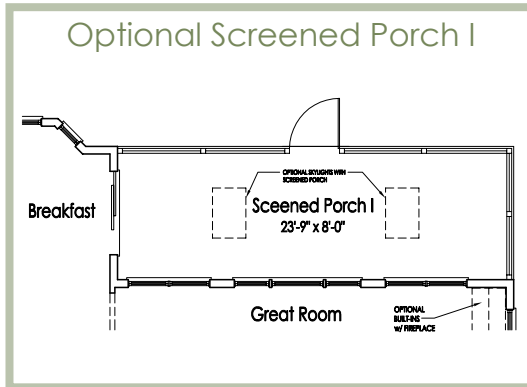 Optional Screened Porch I
OPTIONAL SKYLIGHTS WITH
SCREENED PORCH
Breakfast
Sceened Porch I
23'-9" x 8'-0"
Great Room
OPTIONAL
BUILT-INS
w/ FIREPLACE